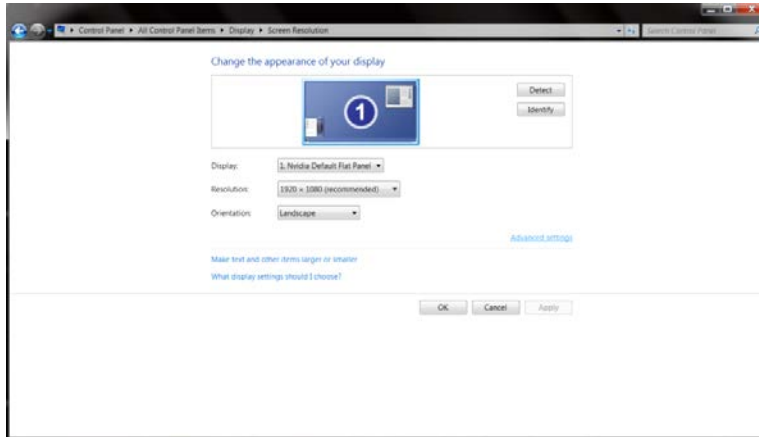 Control Panel ▸ All Control Panel Items ▸ Display ▸ Screen Resolution
Search Control Panel
Change the appearance of your display
1
Detect
Identify
Display: 1. Nvidia Default Flat Panel
Resolution: 1920 × 1080 (recommended)
Orientation: Landscape
Advanced settings
Make text and other items larger or smaller
What display settings should I choose?
OK Cancel Apply